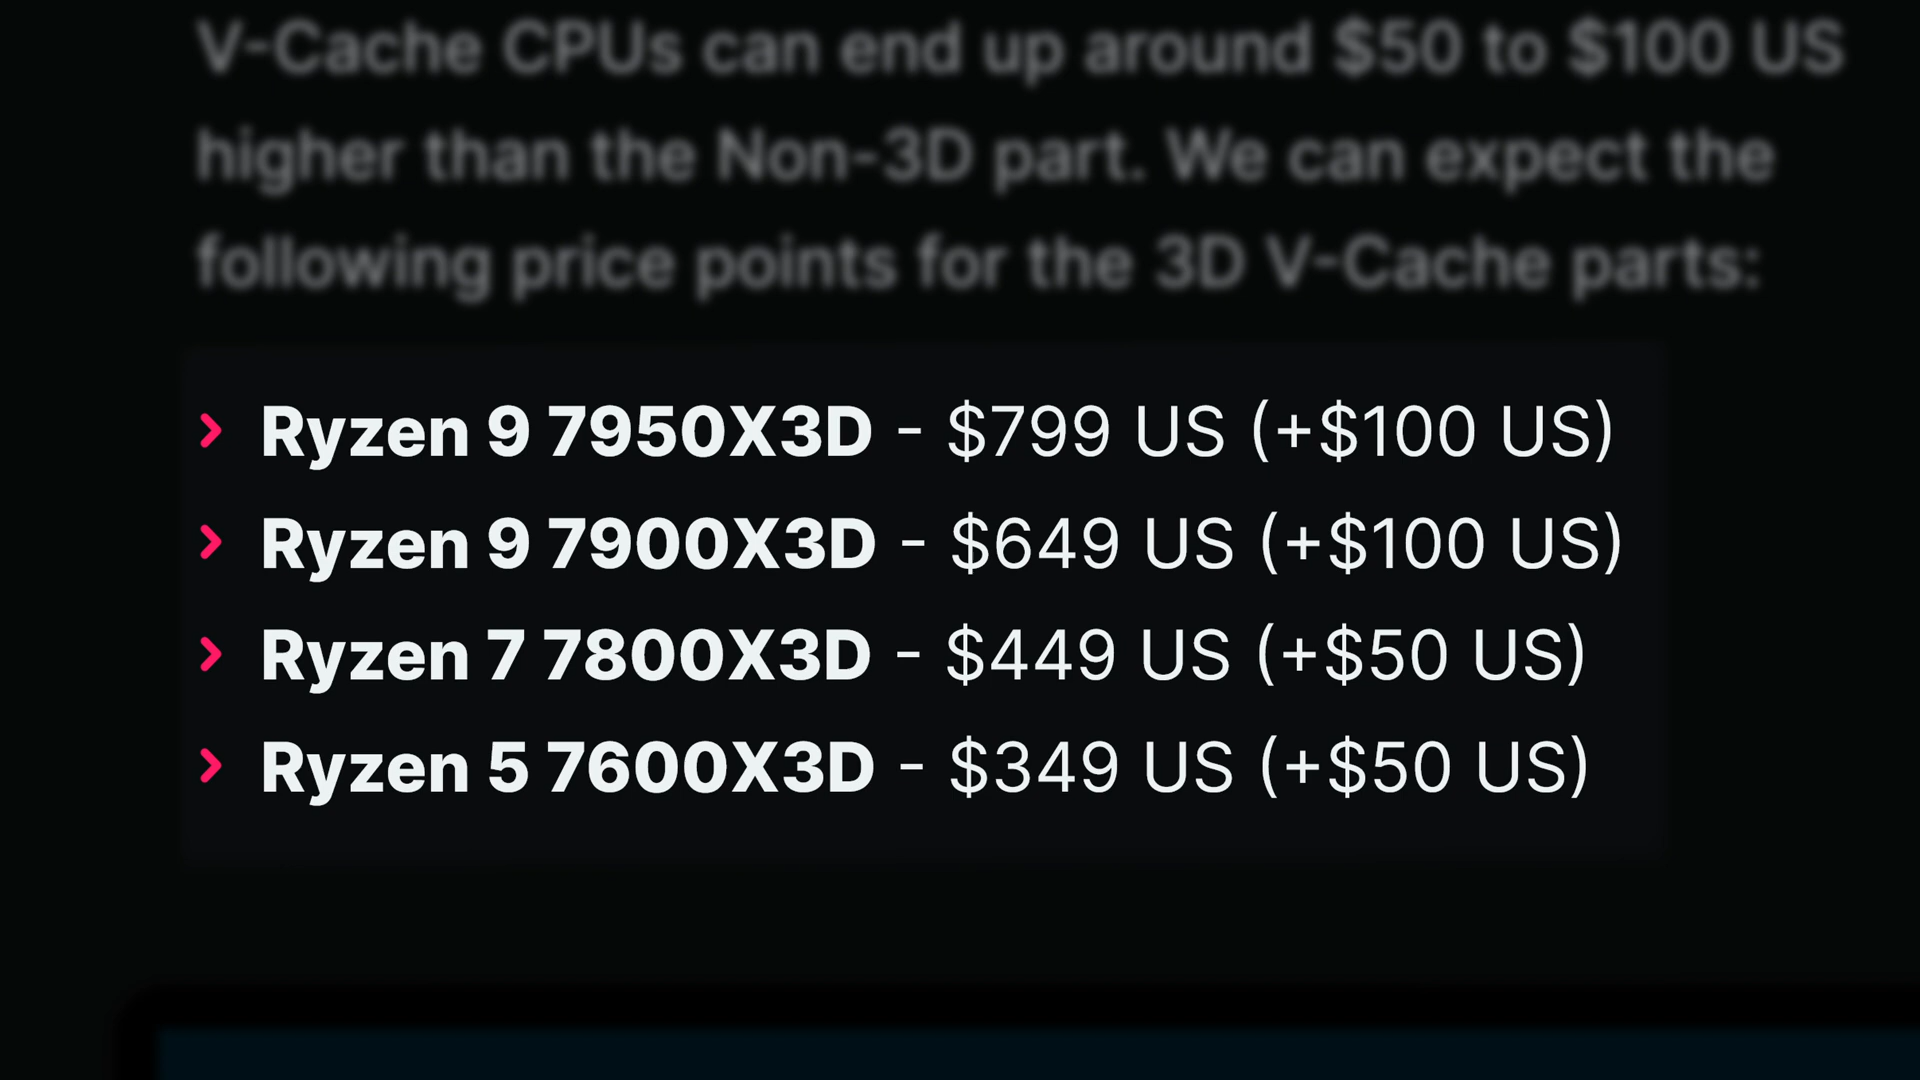 V-Cache CPUs can end up around $50 to $100 US
higher than the Non-3D part. We can expect the
following price points for the 3D V-Cache parts:
Ryzen 9 7950X3D - $799 US (+$100 US)
Ryzen 9 7900X3D - $649 US (+$100 US)
Ryzen 7 7800X3D - $449 US (+$50 US)
Ryzen 5 7600X3D - $349 US (+$50 US)